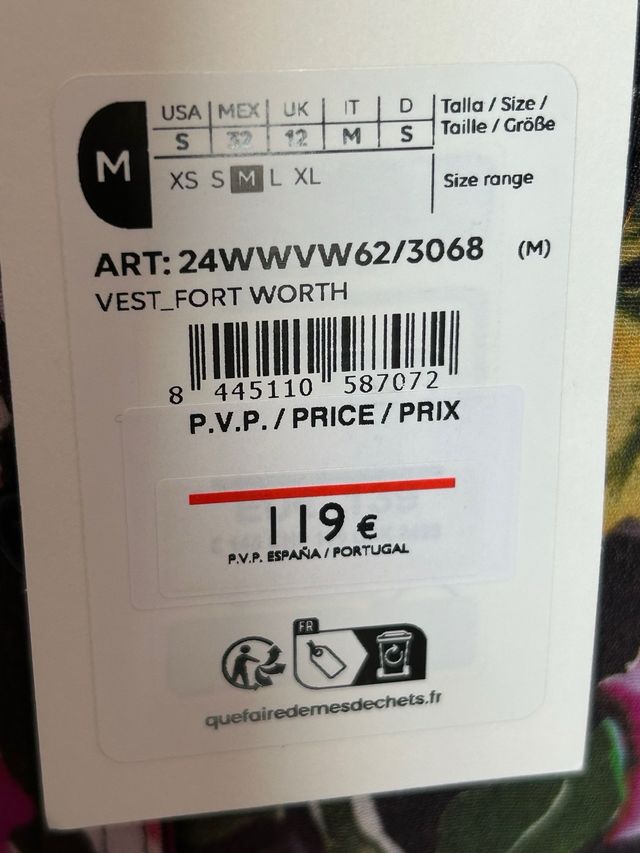 USA MEX UK IT D Talla / Size /
S 32 12 M S Taille / Größe
M
XS S M L XL Size range
ART: 24WWVW62/3068 (M)
VEST_FORT WORTH
8 445110 587072
P.V.P. / PRICE / PRIX
119 €
P.V.P. ESPAÑA / PORTUGAL
FR
quefairedemesdechets.fr